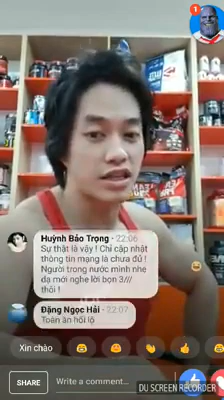 1
Huỳnh Bảo Trọng · 22:06
Sự thật là vậy ! Chỉ cập nhật
thông tin mạng là chưa đủ !
Người trong nước mình nhẹ
dạ mới nghe lời bọn 3///
thôi !
Đặng Ngọc Hải · 22:07
Toàn ăn hối lộ
Xin chào
SHARE
Write a comment...
DU SCREEN RECORDER